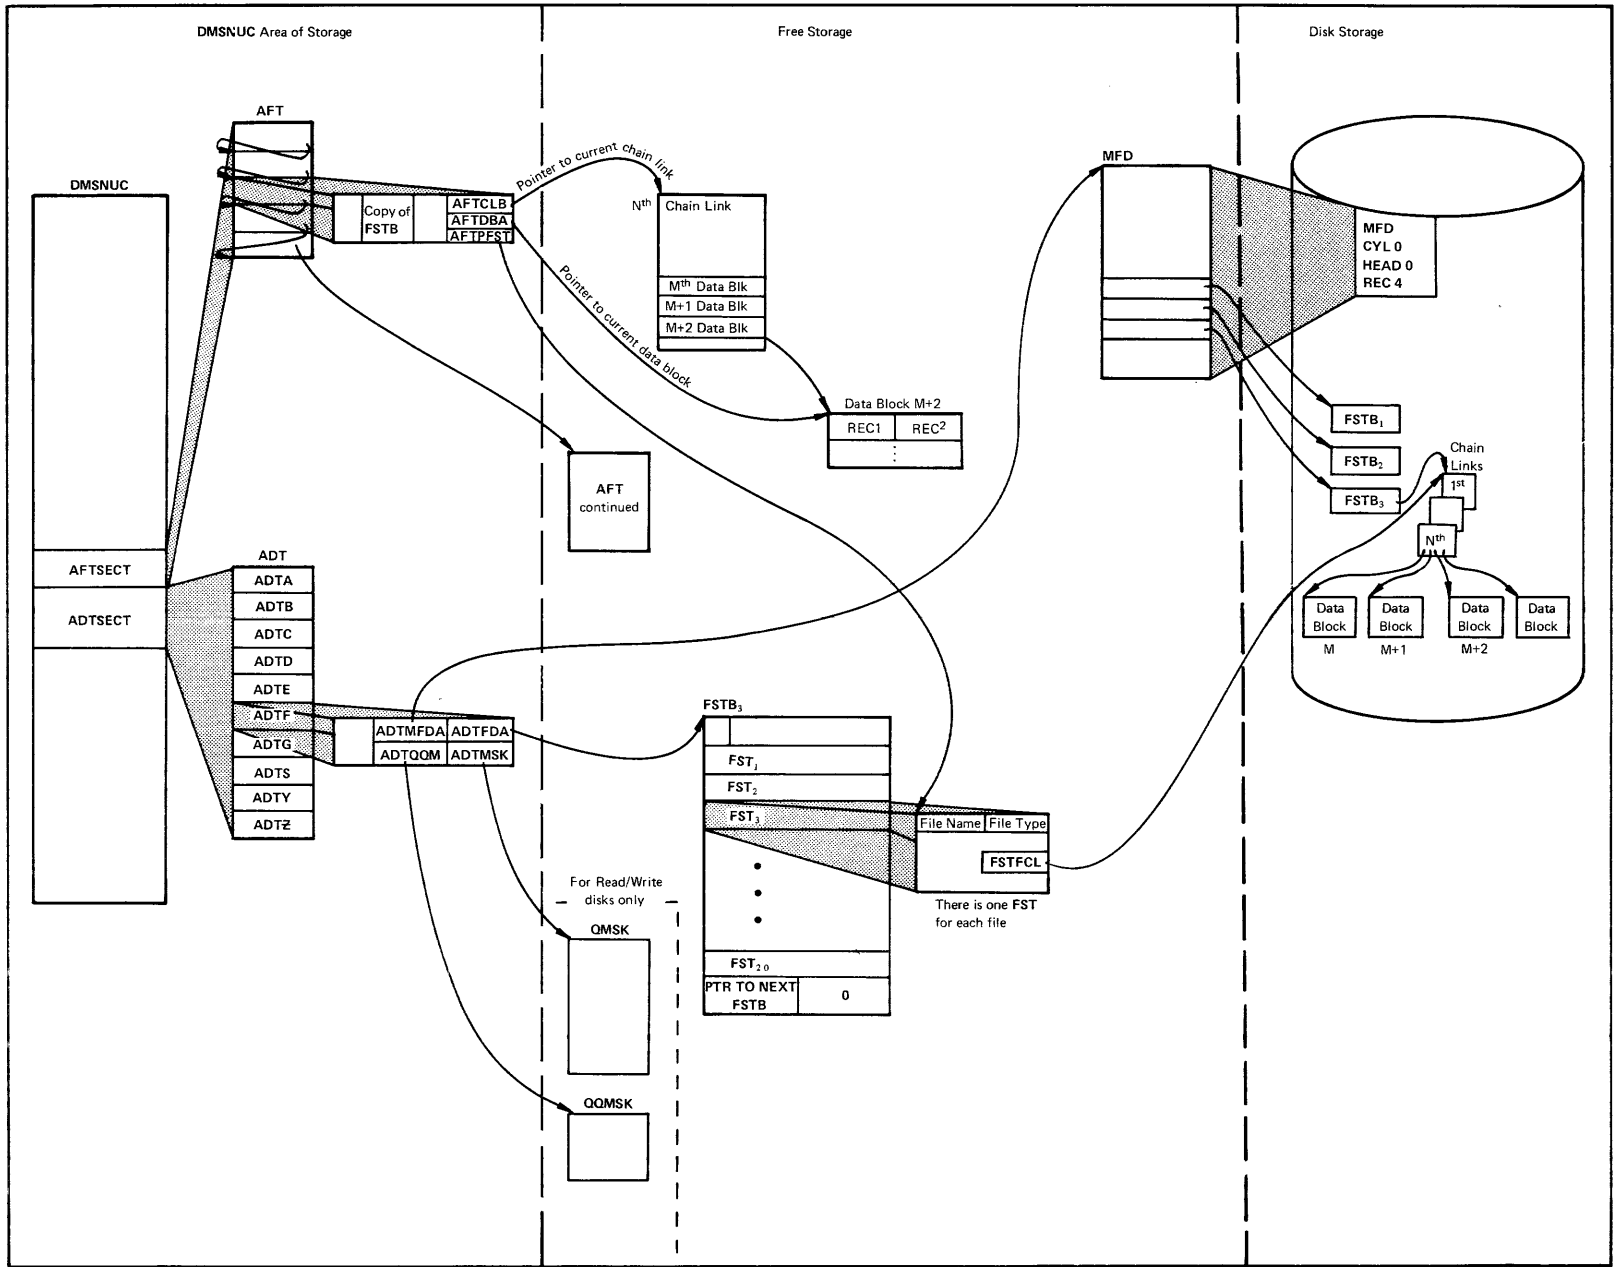 DMSNUC Area of Storage
Free Storage
Disk Storage
AFT
DMSNUC
Copy of
FSTB
AFTCLB
AFTDBA
AFTPFST
Pointer to current chain link
Pointer to current data block
Nth
Chain Link
Mth Data Blk
M+1 Data Blk
M+2 Data Blk
Data Block M+2
REC1
REC2
AFT
continued
MFD
MFD
CYL 0
HEAD 0
REC 4
FSTB1
FSTB2
FSTB3
Chain
Links
1st
Nth
Data
Block
Data
Block
Data
Block
Data
Block
M
M+1
M+2
AFTSECT
ADTSECT
ADT
ADTA
ADTB
ADTC
ADTD
ADTE
ADTF
ADTG
ADTS
ADTY
ADTZ
ADTMFDA
ADTFDA
ADTQQM
ADTMSK
FSTB3
FST1
FST2
FST3
FST20
PTR TO NEXT
FSTB
0
File Name
File Type
FSTFCL
There is one FST
for each file
For Read/Write
disks only
QMSK
QQMSK